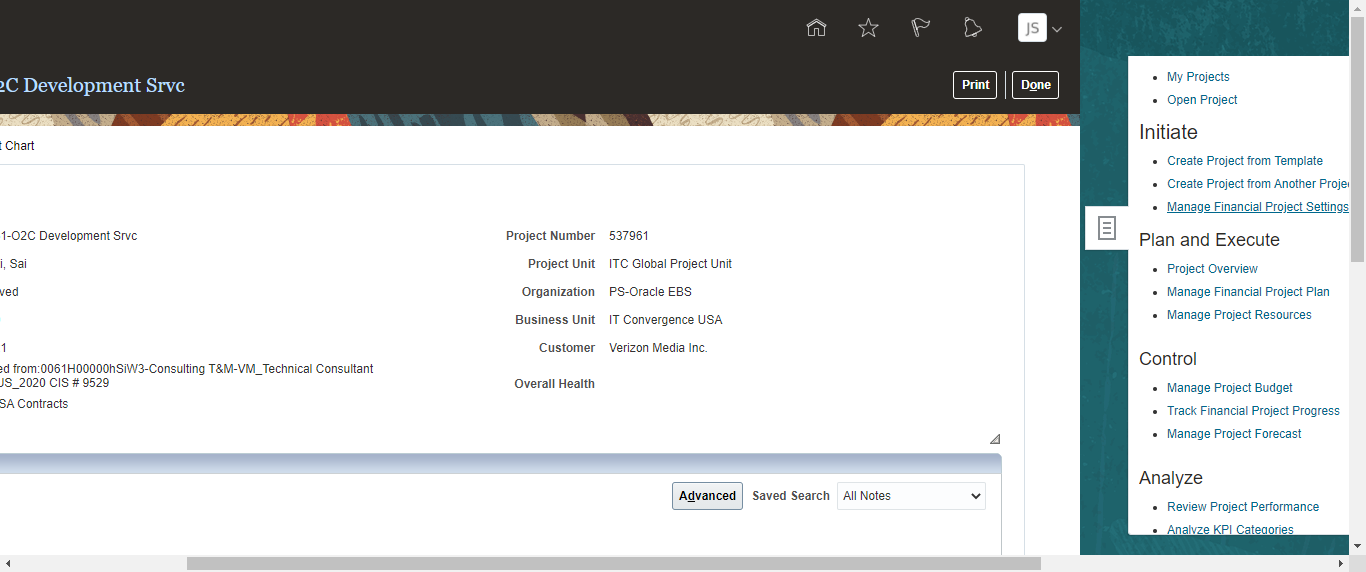 JS
2C Development Srvc
Print
Done
t Chart
1-O2C Development Srvc
Project Number 537961
i, Sai
Project Unit ITC Global Project Unit
ved
Organization PS-Oracle EBS
Business Unit IT Convergence USA
1
Customer Verizon Media Inc.
ed from:0061H00000hSiW3-Consulting T&M-VM_Technical Consultant
US_2020 CIS # 9529
Overall Health
SA Contracts
Advanced Saved Search All Notes
My Projects
Open Project
Initiate
Create Project from Template
Create Project from Another Proje
Manage Financial Project Settings
Plan and Execute
Project Overview
Manage Financial Project Plan
Manage Project Resources
Control
Manage Project Budget
Track Financial Project Progress
Manage Project Forecast
Analyze
Review Project Performance
Analyze KPI Categories